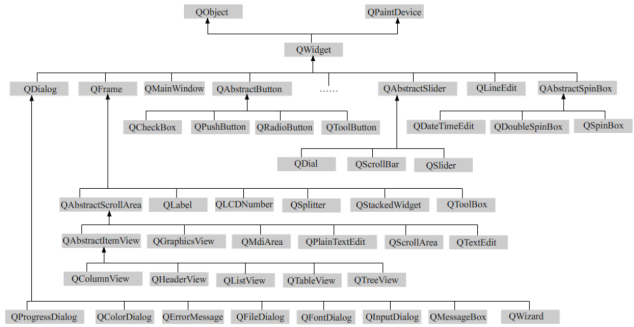 QObject QPaintDevice
QWidget
QDialog QFrame QMainWindow QAbstractButton ...... QAbstractSlider QLineEdit QAbstractSpinBox
QCheckBox QPushButton QRadioButton QToolButton QDateTimeEdit QDoubleSpinBox QSpinBox
QDial QScrollBar QSlider
QAbstractScrollArea QLabel QLCDNumber QSplitter QStackedWidget QToolBox
QAbstractItemView QGraphicsView QMdiArea QPlainTextEdit QScrollArea QTextEdit
QColumnView QHeaderView QListView QTableView QTreeView
QProgressDialog QColorDialog QErrorMessage QFileDialog QFontDialog QInputDialog QMessageBox QWizard